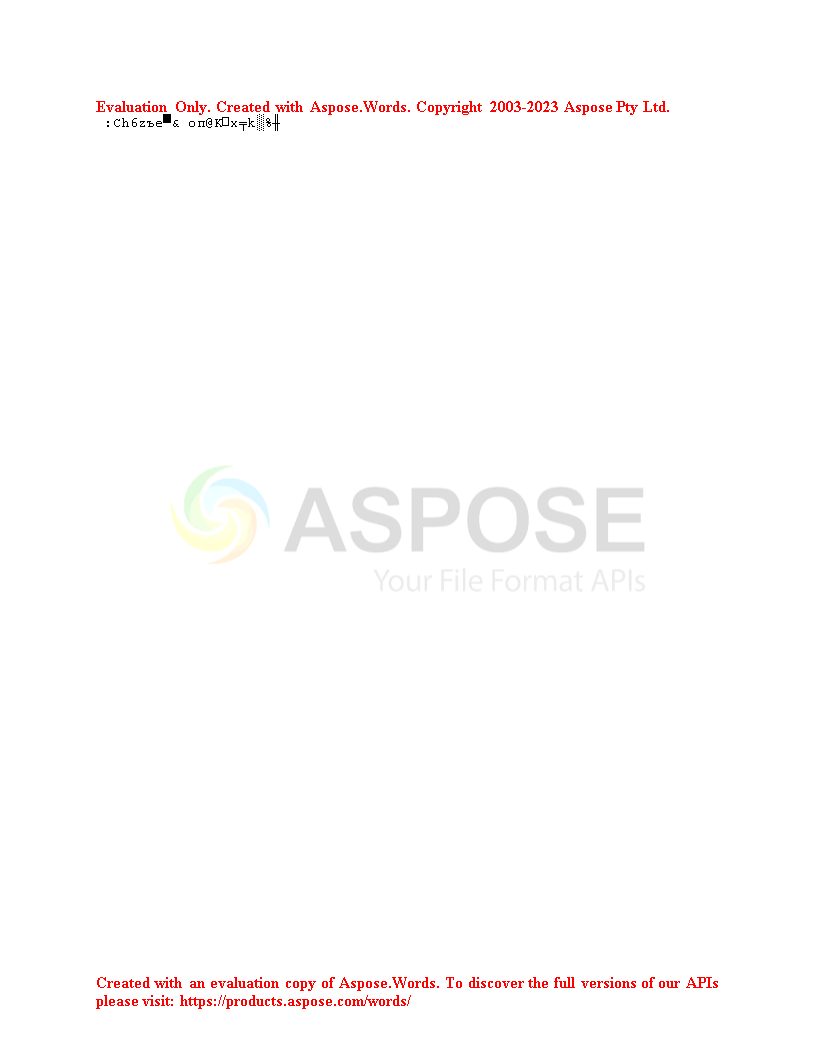 Evaluation Only. Created with Aspose.Words. Copyright 2003-2023 Aspose Pty Ltd.
:Ch6zъe▀& oп@K□x╤k░%╫
ASPOSE
Your File Format APIs
Created with an evaluation copy of Aspose.Words. To discover the full versions of our APIs
please visit: https://products.aspose.com/words/